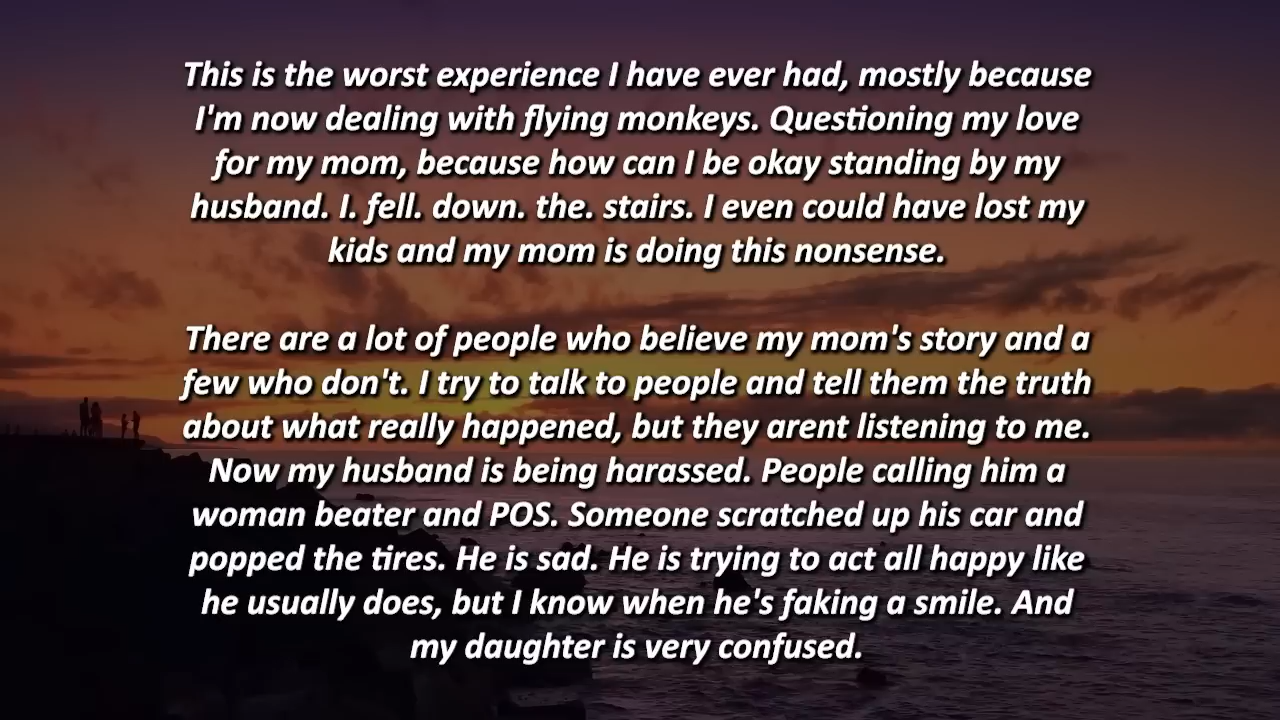 This is the worst experience I have ever had, mostly because
I'm now dealing with flying monkeys. Questioning my love
for my mom, because how can I be okay standing by my
husband. I. fell. down. the. stairs. I even could have lost my
kids and my mom is doing this nonsense.
There are a lot of people who believe my mom's story and a
few who don't. I try to talk to people and tell them the truth
about what really happened, but they arent listening to me.
Now my husband is being harassed. People calling him a
woman beater and POS. Someone scratched up his car and
popped the tires. He is sad. He is trying to act all happy like
he usually does, but I know when he's faking a smile. And
my daughter is very confused.